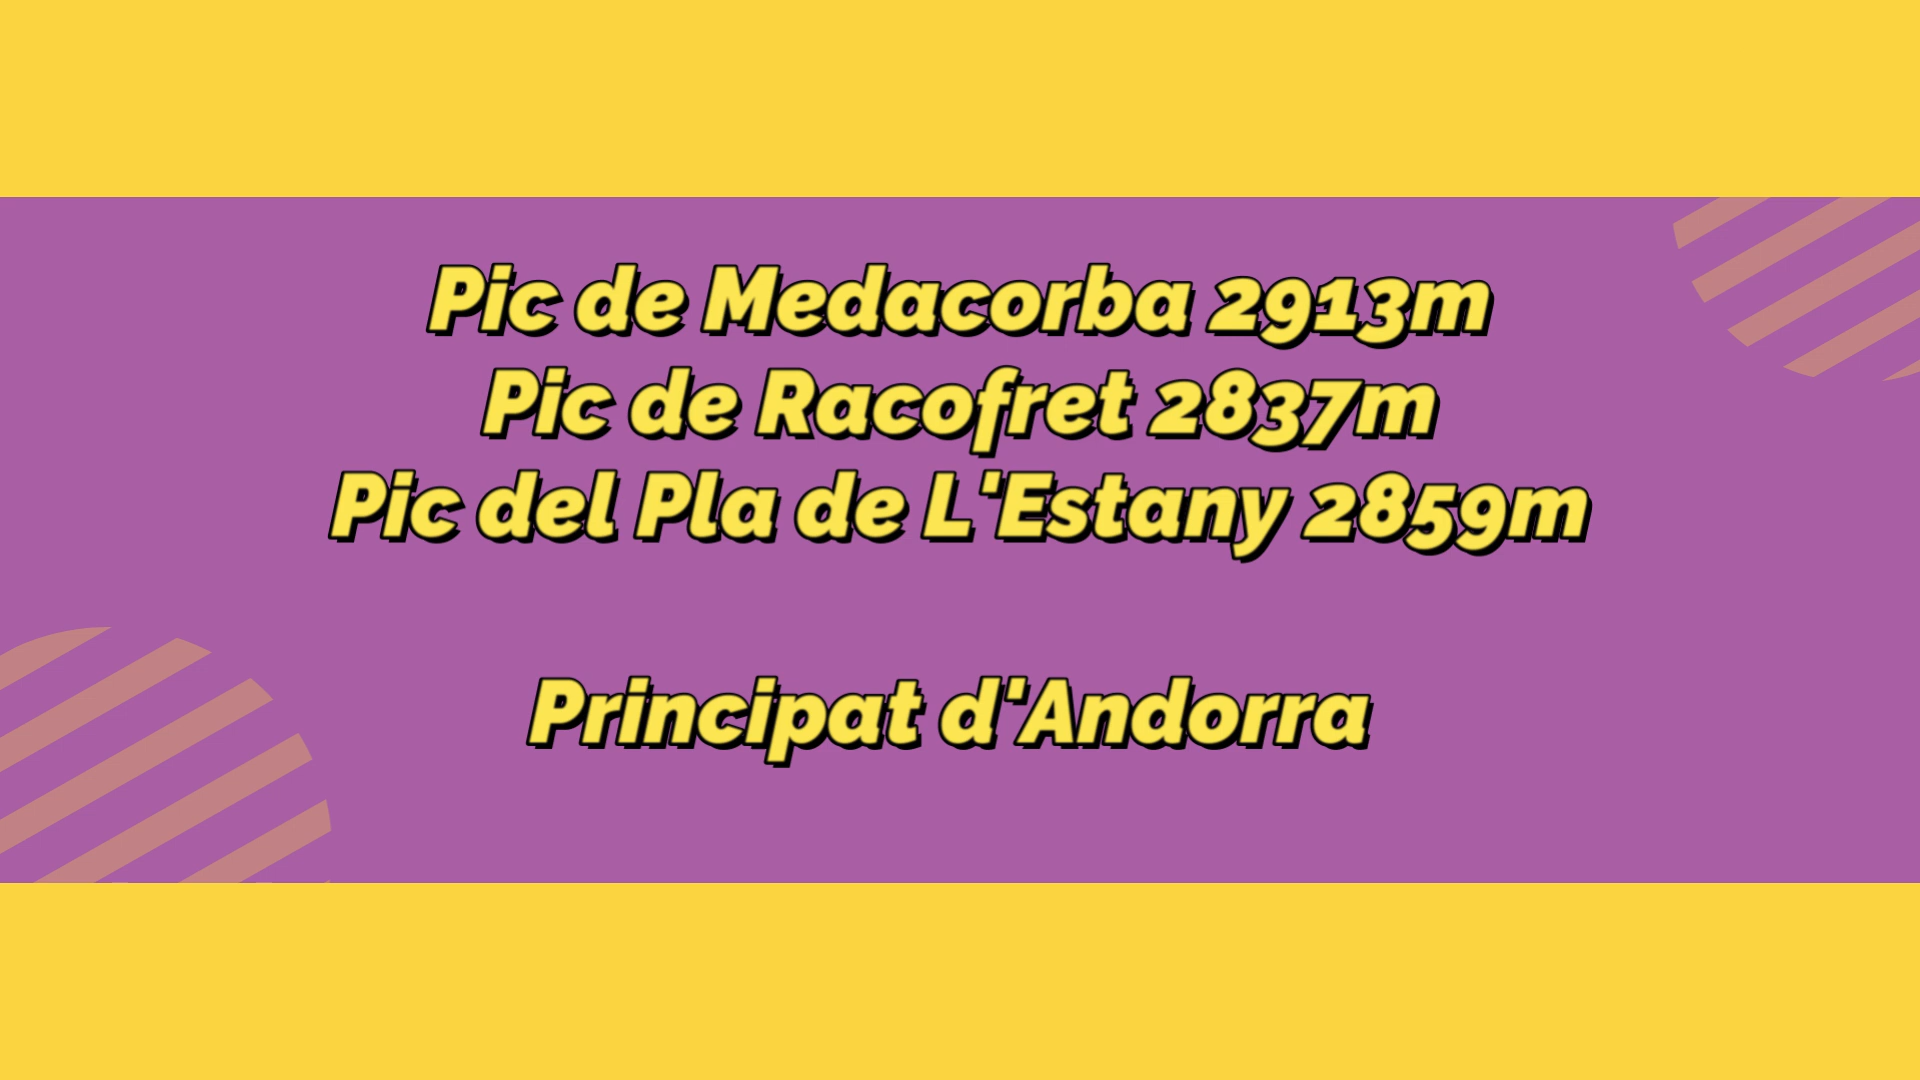 Pic de Medacorba 2913m
Pic de Racofret 2837m
Pic del Pla de L'Estany 2859m
Principat d'Andorra